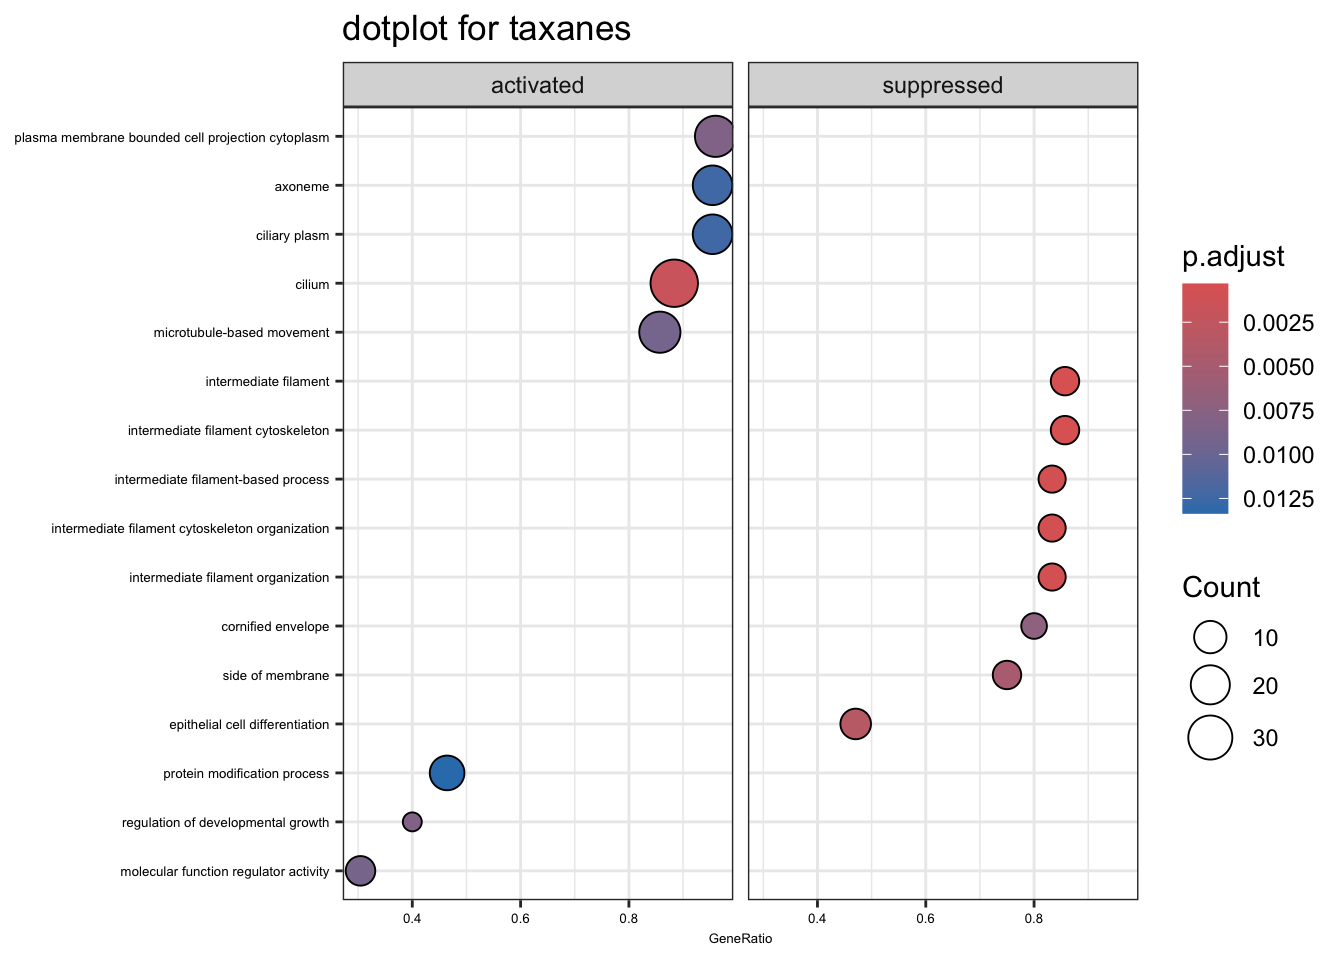 dotplot for taxanes
activated
suppressed
plasma membrane bounded cell projection cytoplasm
axoneme
ciliary plasm
cilium
microtubule-based movement
intermediate filament
intermediate filament cytoskeleton
intermediate filament-based process
intermediate filament cytoskeleton organization
intermediate filament organization
cornified envelope
side of membrane
epithelial cell differentiation
protein modification process
regulation of developmental growth
molecular function regulator activity
0.4 0.6 0.8
0.4 0.6 0.8
GeneRatio
p.adjust
0.0025
0.0050
0.0075
0.0100
0.0125
Count
10
20
30